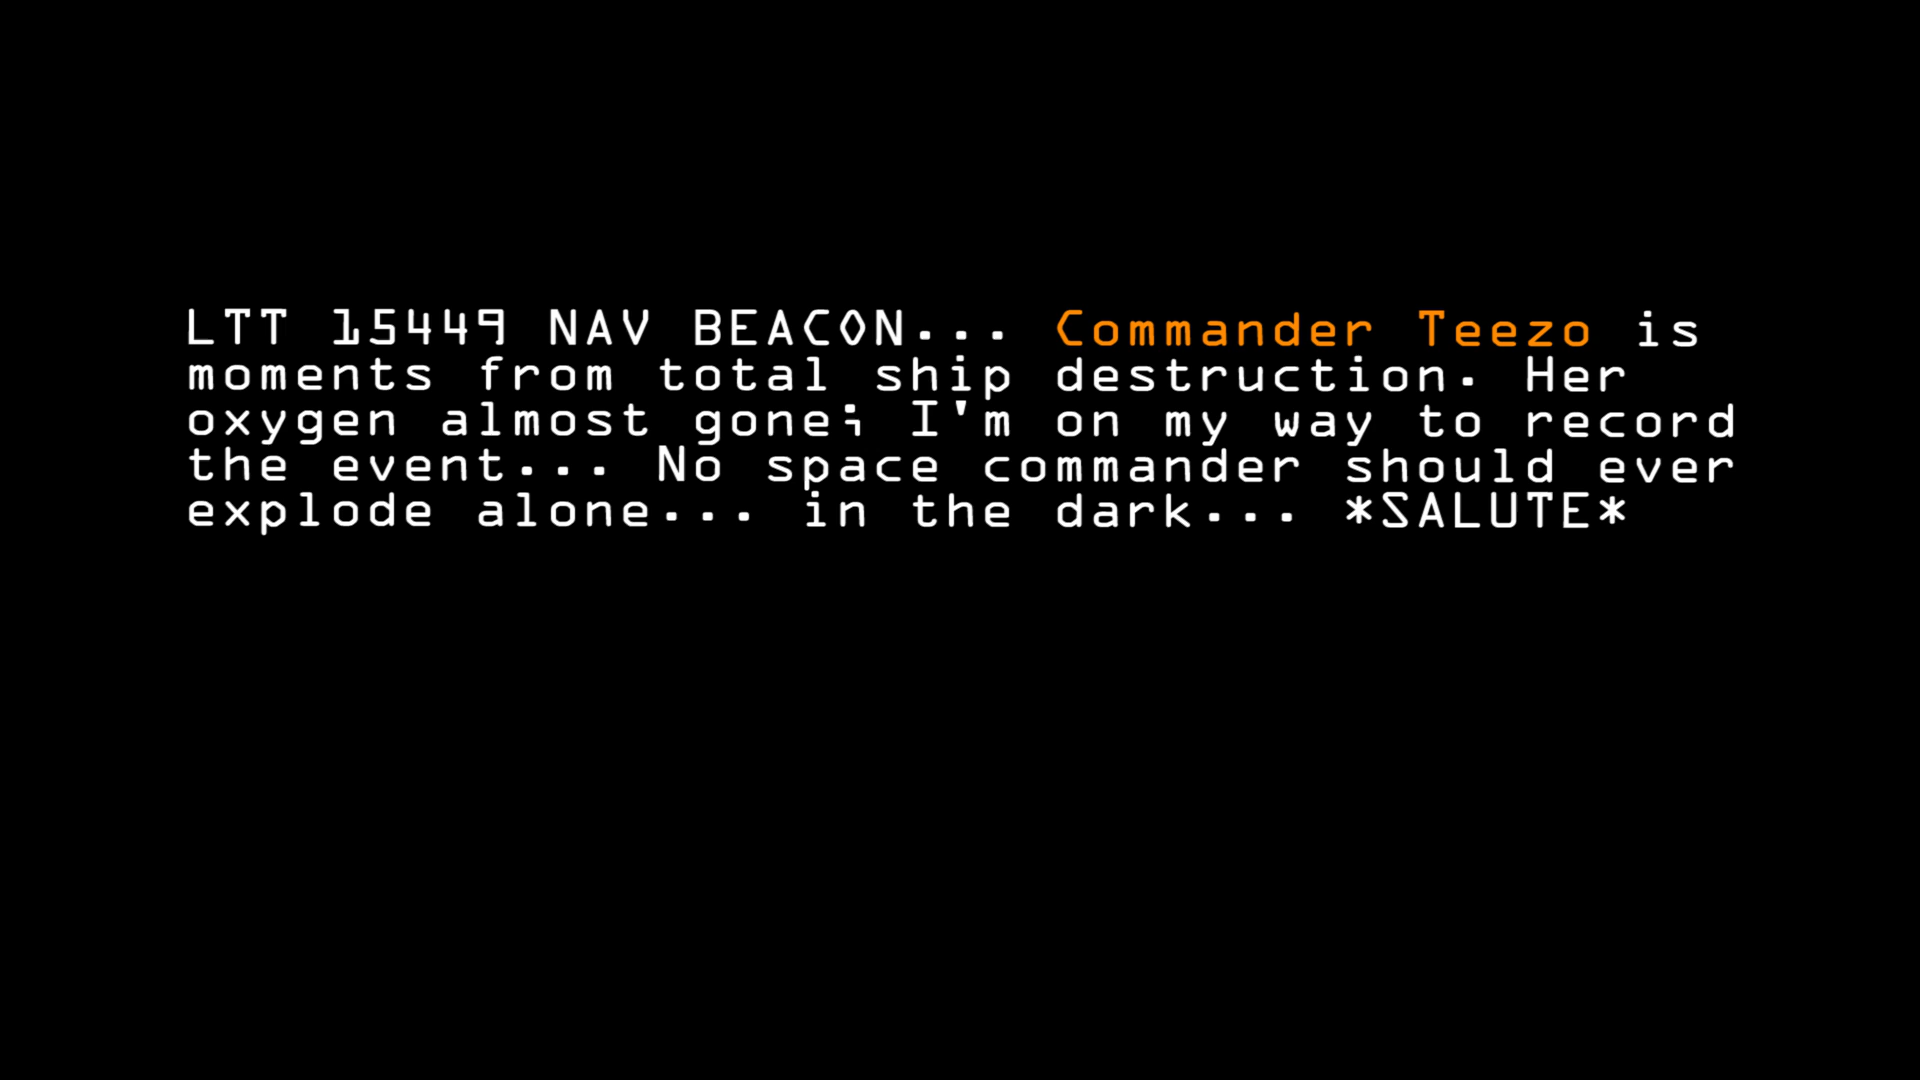 LTT 15449 NAV BEACON... Commander Teezo is
moments from total ship destruction. Her
oxygen almost gone; I'm on my way to record
the event... No space commander should ever
explode alone... in the dark... *SALUTE*